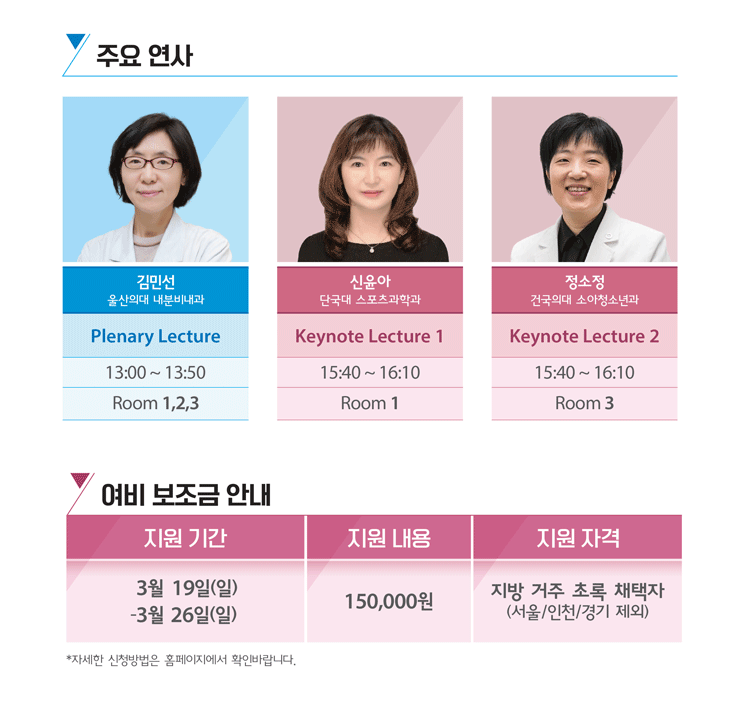 주요 연사
김민선
울산의대 내분비내과
Plenary Lecture
13:00 ~ 13:50
Room 1,2,3
신윤아
단국대 스포츠과학과
Keynote Lecture 1
15:40 ~ 16:10
Room 1
정소정
건국의대 소아청소년과
Keynote Lecture 2
15:40 ~ 16:10
Room 3
여비 보조금 안내
지원 기간
지원 내용
지원 자격
3월 19일(일)
-3월 26일(일)
150,000원
지방 거주 초록 채택자
(서울/인천/경기 제외)
*자세한 신청방법은 홈페이지에서 확인바랍니다.